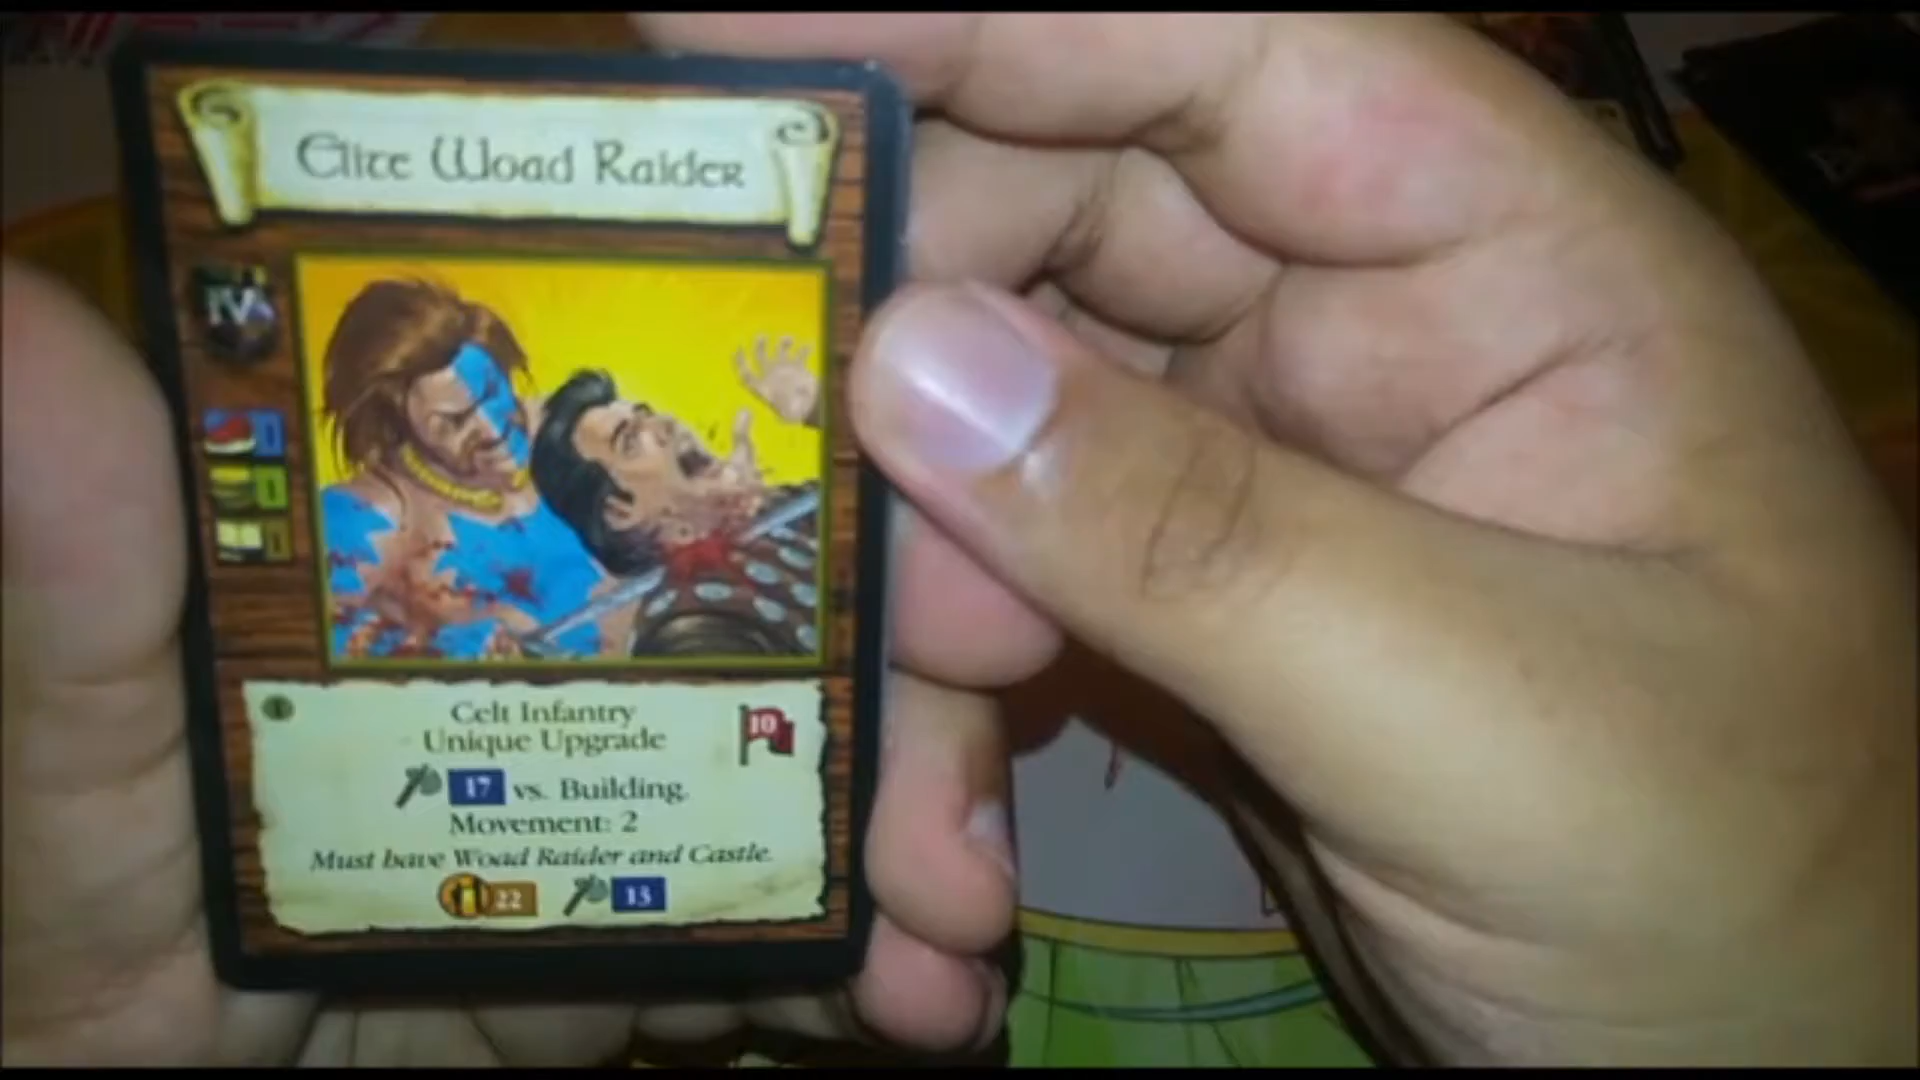 Elite Woad Raider
IV
Celt Infantry
Unique Upgrade
10
17 vs. Building.
Movement: 2
Must have Woad Raider and Castle.
22
13